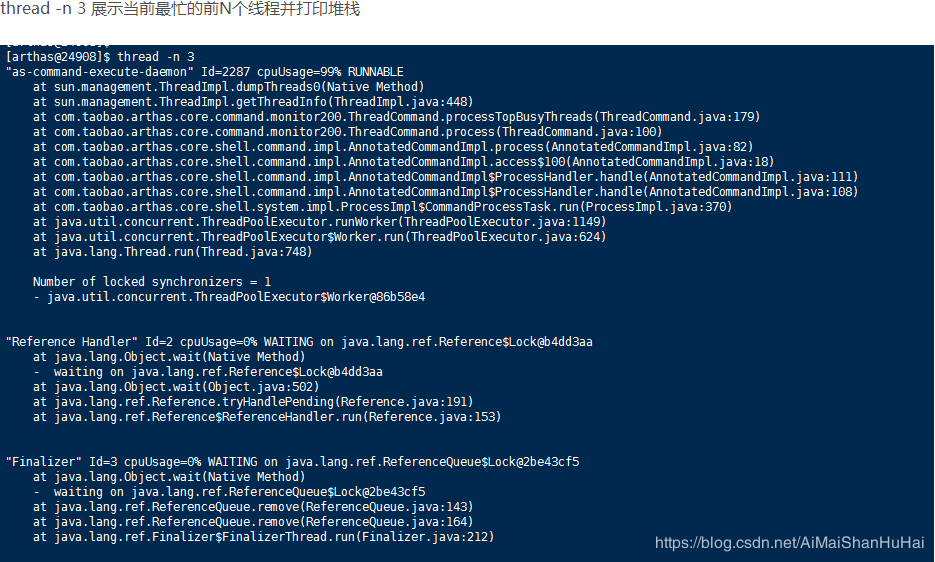 thread -n 3 展示当前最忙的前N个线程并打印堆栈
[arthas@24908]$
[arthas@24908]$ thread -n 3
"as-command-execute-daemon" Id=2287 cpuUsage=99% RUNNABLE
    at sun.management.ThreadImpl.dumpThreads0(Native Method)
    at sun.management.ThreadImpl.getThreadInfo(ThreadImpl.java:448)
    at com.taobao.arthas.core.command.monitor200.ThreadCommand.processTopBusyThreads(ThreadCommand.java:179)
    at com.taobao.arthas.core.command.monitor200.ThreadCommand.process(ThreadCommand.java:100)
    at com.taobao.arthas.core.shell.command.impl.AnnotatedCommandImpl.process(AnnotatedCommandImpl.java:82)
    at com.taobao.arthas.core.shell.command.impl.AnnotatedCommandImpl.access$100(AnnotatedCommandImpl.java:18)
    at com.taobao.arthas.core.shell.command.impl.AnnotatedCommandImpl$ProcessHandler.handle(AnnotatedCommandImpl.java:111)
    at com.taobao.arthas.core.shell.command.impl.AnnotatedCommandImpl$ProcessHandler.handle(AnnotatedCommandImpl.java:108)
    at com.taobao.arthas.core.shell.system.impl.ProcessImpl$CommandProcessTask.run(ProcessImpl.java:370)
    at java.util.concurrent.ThreadPoolExecutor.runWorker(ThreadPoolExecutor.java:1149)
    at java.util.concurrent.ThreadPoolExecutor$Worker.run(ThreadPoolExecutor.java:624)
    at java.lang.Thread.run(Thread.java:748)
    Number of locked synchronizers = 1
    - java.util.concurrent.ThreadPoolExecutor$Worker@86b58e4
"Reference Handler" Id=2 cpuUsage=0% WAITING on java.lang.ref.Reference$Lock@b4dd3aa
    at java.lang.Object.wait(Native Method)
    -  waiting on java.lang.ref.Reference$Lock@b4dd3aa
    at java.lang.Object.wait(Object.java:502)
    at java.lang.ref.Reference.tryHandlePending(Reference.java:191)
    at java.lang.ref.Reference$ReferenceHandler.run(Reference.java:153)
"Finalizer" Id=3 cpuUsage=0% WAITING on java.lang.ref.ReferenceQueue$Lock@2be43cf5
    at java.lang.Object.wait(Native Method)
    -  waiting on java.lang.ref.ReferenceQueue$Lock@2be43cf5
    at java.lang.ref.ReferenceQueue.remove(ReferenceQueue.java:143)
    at java.lang.ref.ReferenceQueue.remove(ReferenceQueue.java:164)
    at java.lang.ref.Finalizer$FinalizerThread.run(Finalizer.java:212)
https://blog.csdn.net/AiMaiShanHuHai